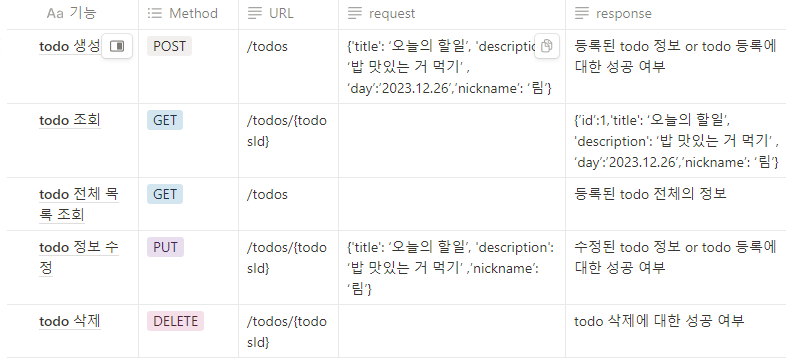 Aa 기능 Method URL request response
todo 생성 POST /todos {'title': '오늘의 할일', 'description 등록된 todo 정보 or todo 등록에
'밥 맛있는 거 먹기' , 대한 성공 여부
'day':'2023.12.26','nickname': '림'}
todo 조회 GET /todos/{todo {'id':1,'title': '오늘의 할일',
sId} 'description': '밥 맛있는 거 먹기' ,
'day':'2023.12.26','nickname': '림'}
todo 전체 목 GET /todos 등록된 todo 전체의 정보
록 조회
todo 정보 수 PUT /todos/{todo {'title': '오늘의 할일', 'description': 수정된 todo 정보 or todo 등록에
정 sId} '밥 맛있는 거 먹기' ,'nickname': 대한 성공 여부
'림'}
todo 삭제 DELETE /todos/{todo todo 삭제에 대한 성공 여부
sId}